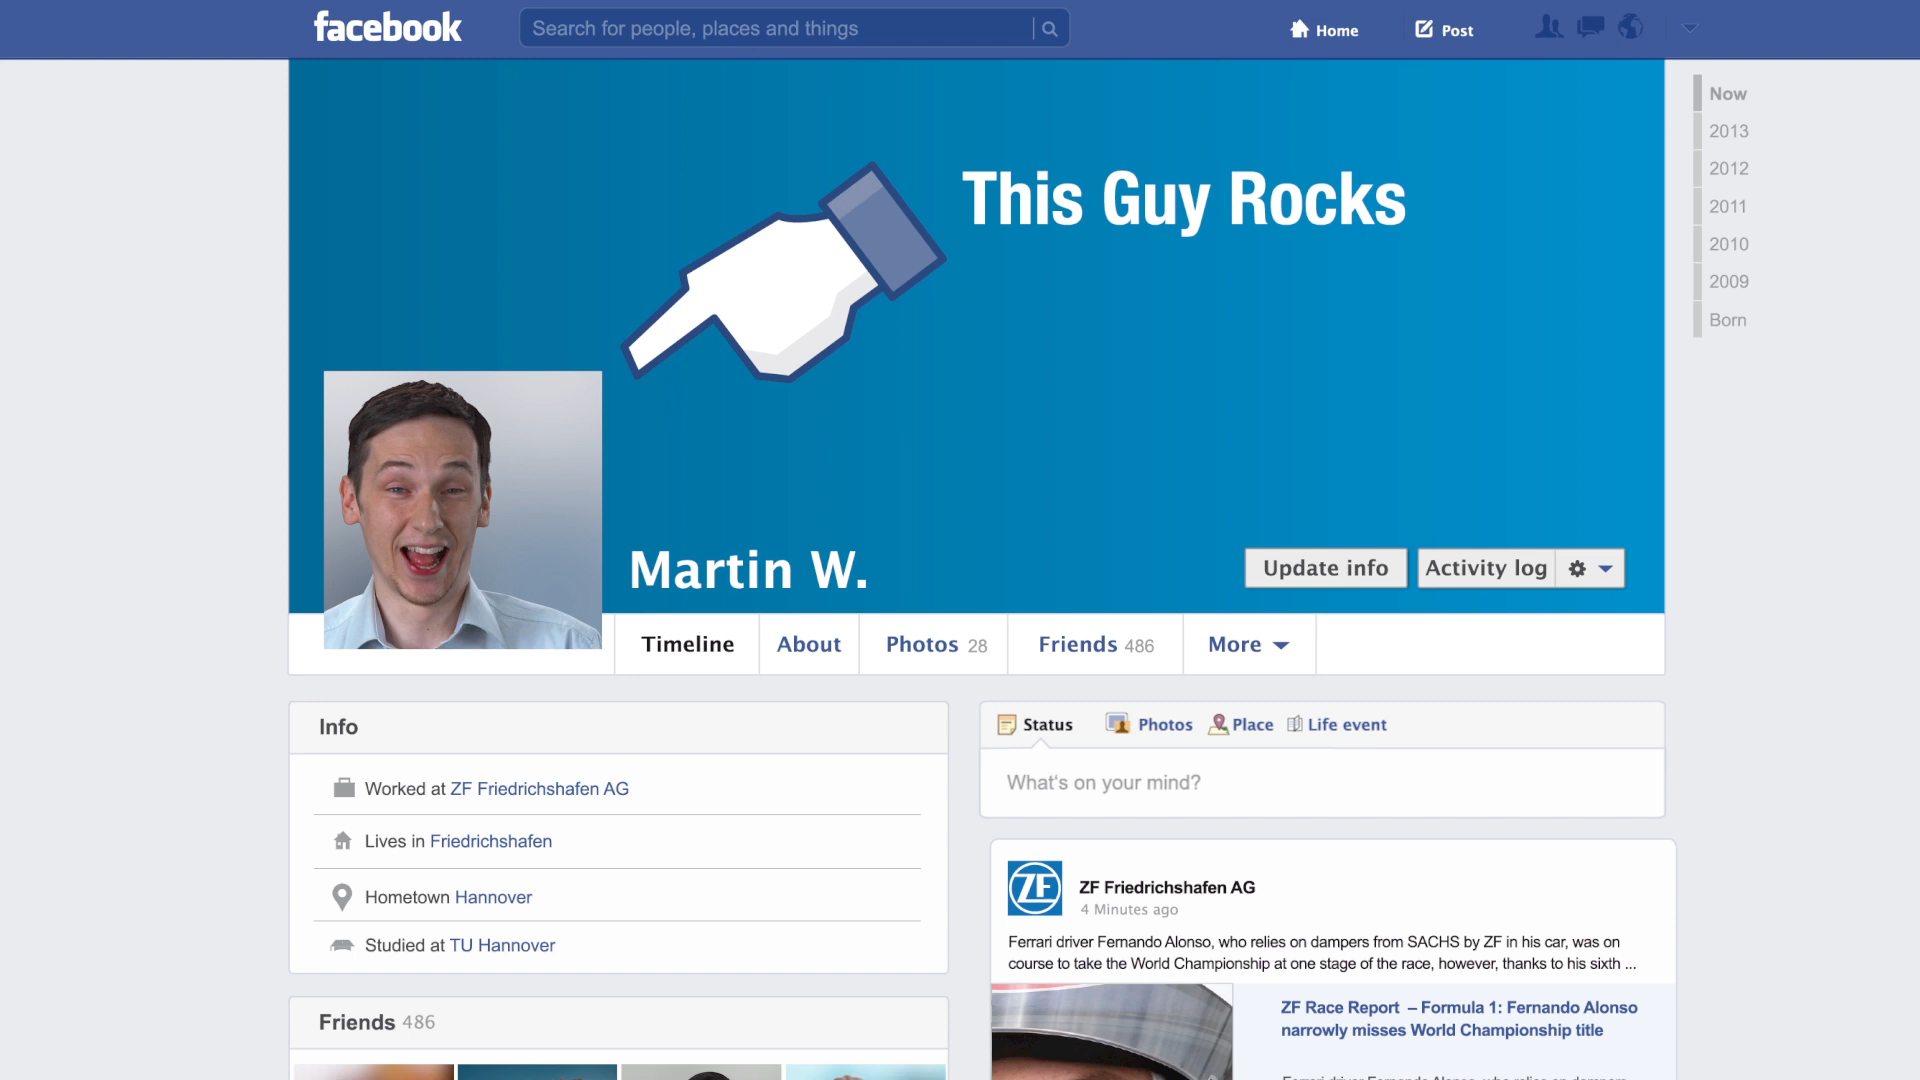 facebook
Search for people, places and things
Home
Post
Now
2013
2012
2011
2010
2009
Born
This Guy Rocks
Martin W.
Update info
Activity log
Timeline
About
Photos 28
Friends 486
More
Info
Worked at ZF Friedrichshafen AG
Lives in Friedrichshafen
Hometown Hannover
Studied at TU Hannover
Friends 486
Status
Photos
Place
Life event
What's on your mind?
ZF
ZF Friedrichshafen AG
4 Minutes ago
Ferrari driver Fernando Alonso, who relies on dampers from SACHS by ZF in his car, was on
course to take the World Championship at one stage of the race, however, thanks to his sixth ...
ZF Race Report – Formula 1: Fernando Alonso
narrowly misses World Championship title